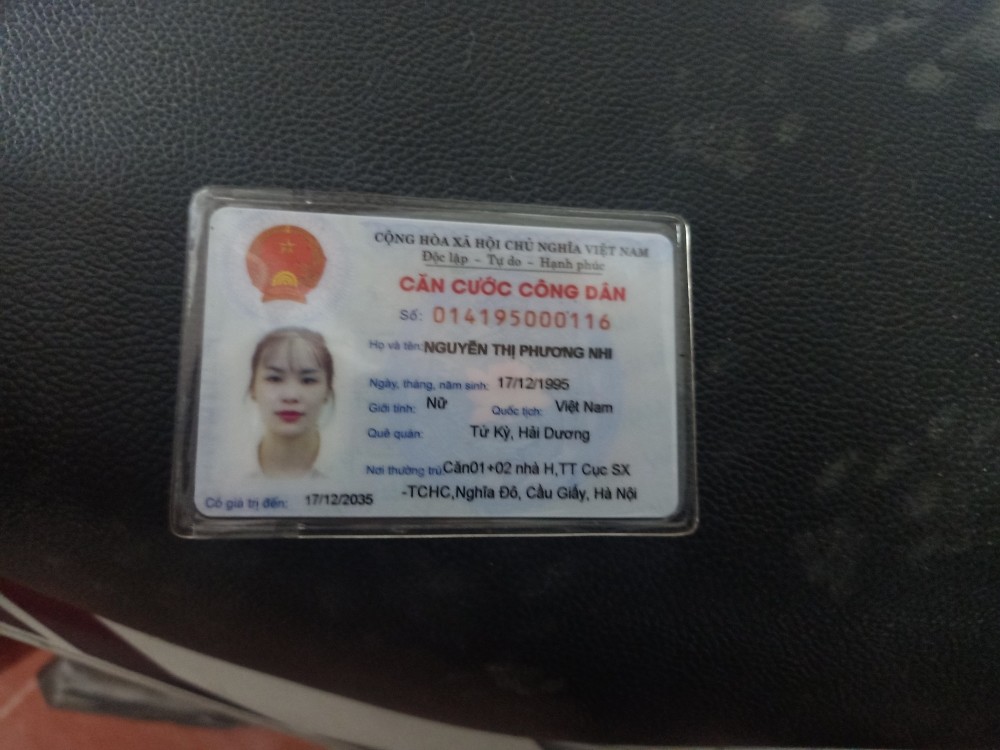 CỘNG HÒA XÃ HỘI CHỦ NGHĨA VIỆT NAM
Độc lập - Tự do - Hạnh phúc
CĂN CƯỚC CÔNG DÂN
Số: 014195000116
Họ và tên: NGUYỄN THỊ PHƯƠNG NHI
Ngày, tháng, năm sinh: 17/12/1995
Giới tính: Nữ Quốc tịch: Việt Nam
Quê quán: Tứ Kỳ, Hải Dương
Nơi thường trú: Căn01+02 nhà H,TT Cục SX
-TCHC,Nghĩa Đô, Cầu Giấy, Hà Nội
Có giá trị đến: 17/12/2035